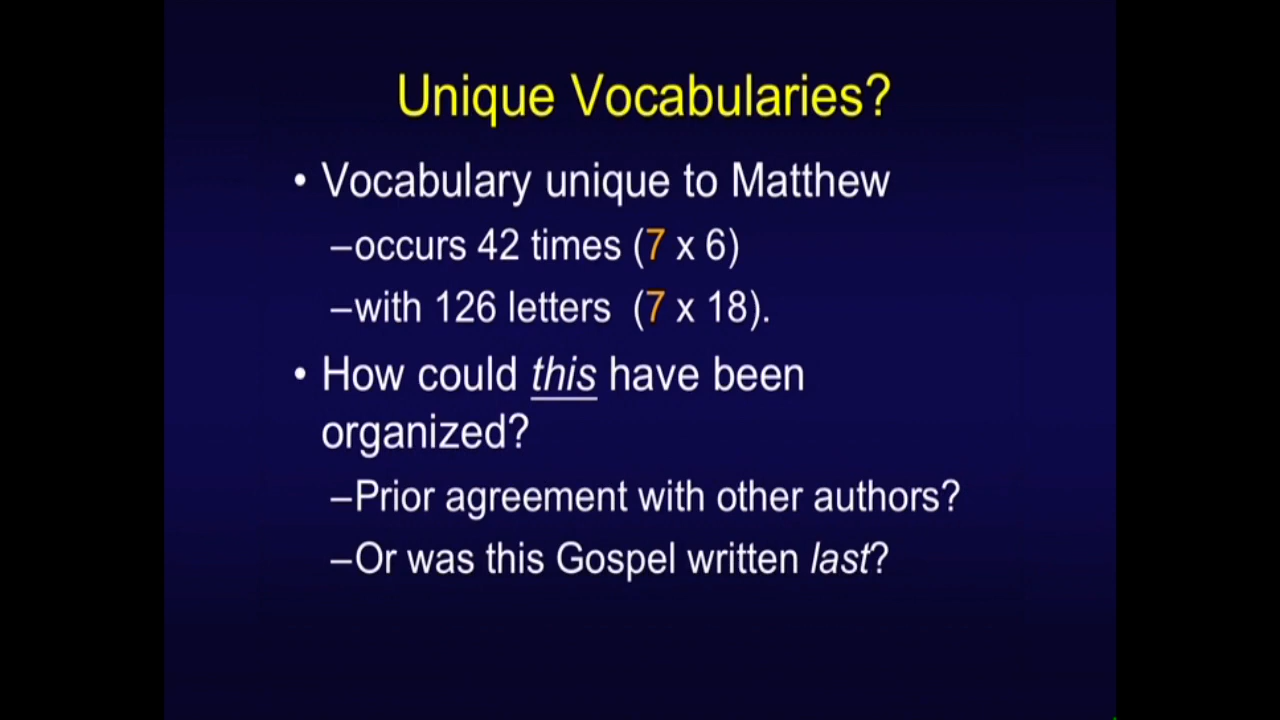 Unique Vocabularies?
• Vocabulary unique to Matthew
–occurs 42 times (7 x 6)
–with 126 letters (7 x 18).
• How could this have been
organized?
–Prior agreement with other authors?
–Or was this Gospel written last?